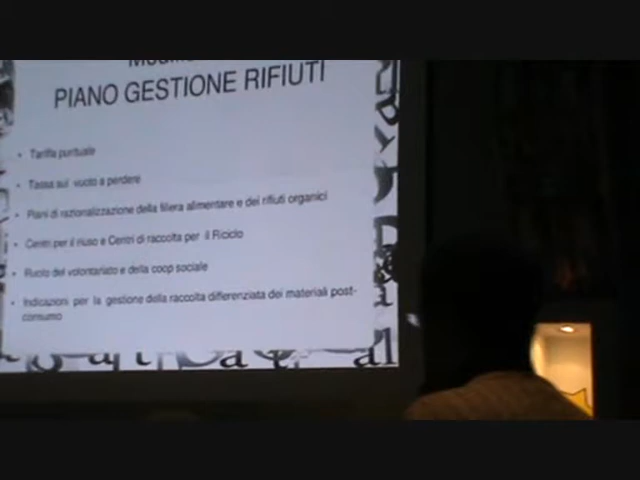 PIANO GESTIONE RIFIUTI
• Tariffa puntuale
• Tassa sul vuoto a perdere
• Piani di razionalizzazione della filiera alimentare e dei rifiuti organici
• Centri per il riuso e Centri di raccolta per il Riciclo
• Ruolo del volontariato e della coop sociale
• Indicazioni per la gestione della raccolta differenziata dei materiali post-
consumo